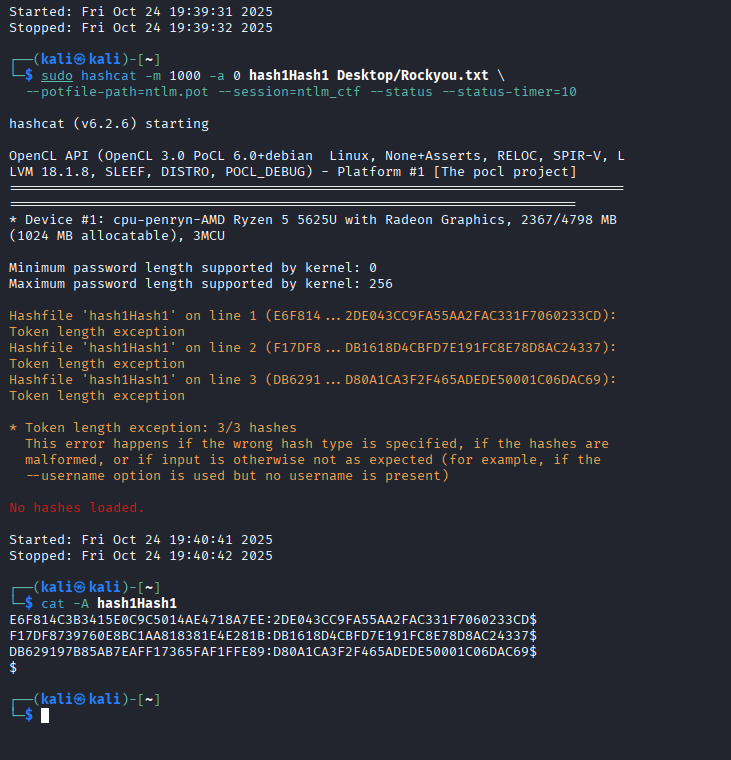 Started: Fri Oct 24 19:39:31 2025
Stopped: Fri Oct 24 19:39:32 2025
┌──(kali㉿kali)-[~]
└─$ sudo hashcat -m 1000 -a 0 hash1Hash1 Desktop/Rockyou.txt \
--potfile-path=ntlm.pot --session=ntlm_ctf --status --status-timer=10
hashcat (v6.2.6) starting
OpenCL API (OpenCL 3.0 PoCL 6.0+debian  Linux, None+Asserts, RELOC, SPIR-V, L
LVM 18.1.8, SLEEF, DISTRO, POCL_DEBUG) - Platform #1 [The pocl project]
=============================================================================
=======================================================================
* Device #1: cpu-penryn-AMD Ryzen 5 5625U with Radeon Graphics, 2367/4798 MB
(1024 MB allocatable), 3MCU
Minimum password length supported by kernel: 0
Maximum password length supported by kernel: 256
Hashfile 'hash1Hash1' on line 1 (E6F814...2DE043CC9FA55AA2FAC331F7060233CD):
Token length exception
Hashfile 'hash1Hash1' on line 2 (F17DF8...DB1618D4CBFD7E191FC8E78D8AC24337):
Token length exception
Hashfile 'hash1Hash1' on line 3 (DB6291...D80A1CA3F2F465ADEDE50001C06DAC69):
Token length exception
* Token length exception: 3/3 hashes
This error happens if the wrong hash type is specified, if the hashes are
malformed, or if input is otherwise not as expected (for example, if the
--username option is used but no username is present)
No hashes loaded.
Started: Fri Oct 24 19:40:41 2025
Stopped: Fri Oct 24 19:40:42 2025
┌──(kali㉿kali)-[~]
└─$ cat -A hash1Hash1
E6F814C3B3415E0C9C5014AE4718A7EE:2DE043CC9FA55AA2FAC331F7060233CD$
F17DF8739760E8BC1AA818381E4E281B:DB1618D4CBFD7E191FC8E78D8AC24337$
DB629197B85AB7EAFF17365FAF1FFE89:D80A1CA3F2F465ADEDE50001C06DAC69$
$
┌──(kali㉿kali)-[~]
└─$